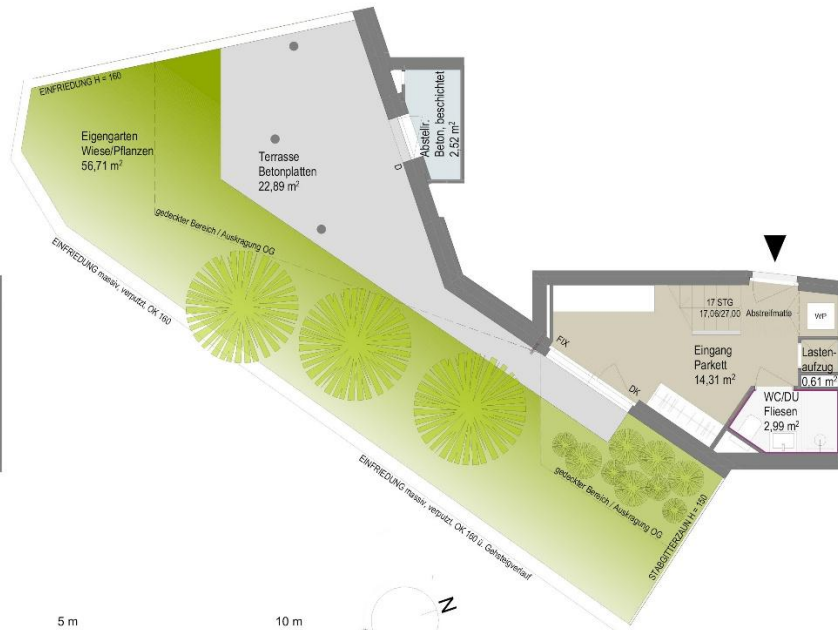 EINFRIEDUNG H = 160
Eigengarten
Wiese/Pflanzen
56,71 m²
Terrasse
Betonplatten
22,89 m²
Abstellr.
Beton, beschichtet
2,52 m²
D
gedeckter Bereich / Auskragung OG
EINFRIEDUNG massiv, verputzt, OK 160
17 STG
17,06/27,00
Abstreifmatte
WP
FIX
Eingang
Parkett
14,31 m²
Lasten-
aufzug
0,61 m²
DK
WC/DU
Fliesen
2,99 m²
gedeckter Bereich / Auskragung OG
EINFRIEDUNG massiv, verputzt, OK 160 ü. Gehsteigverlauf
STABGITTERZAUN H = 150
N
5 m
10 m